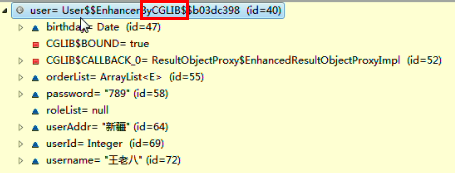 user= User$$EnhancerByCGLIB$$b03dc398 (id=40)
birthday= Date (id=47)
CGLIB$BOUND= true
CGLIB$CALLBACK_0= ResultObjectProxy$EnhancedResultObjectProxyImpl (id=52)
orderList= ArrayList<E> (id=55)
password= "789" (id=58)
roleList= null
userAddr= "新疆" (id=64)
userId= Integer (id=69)
username= "王老八" (id=72)